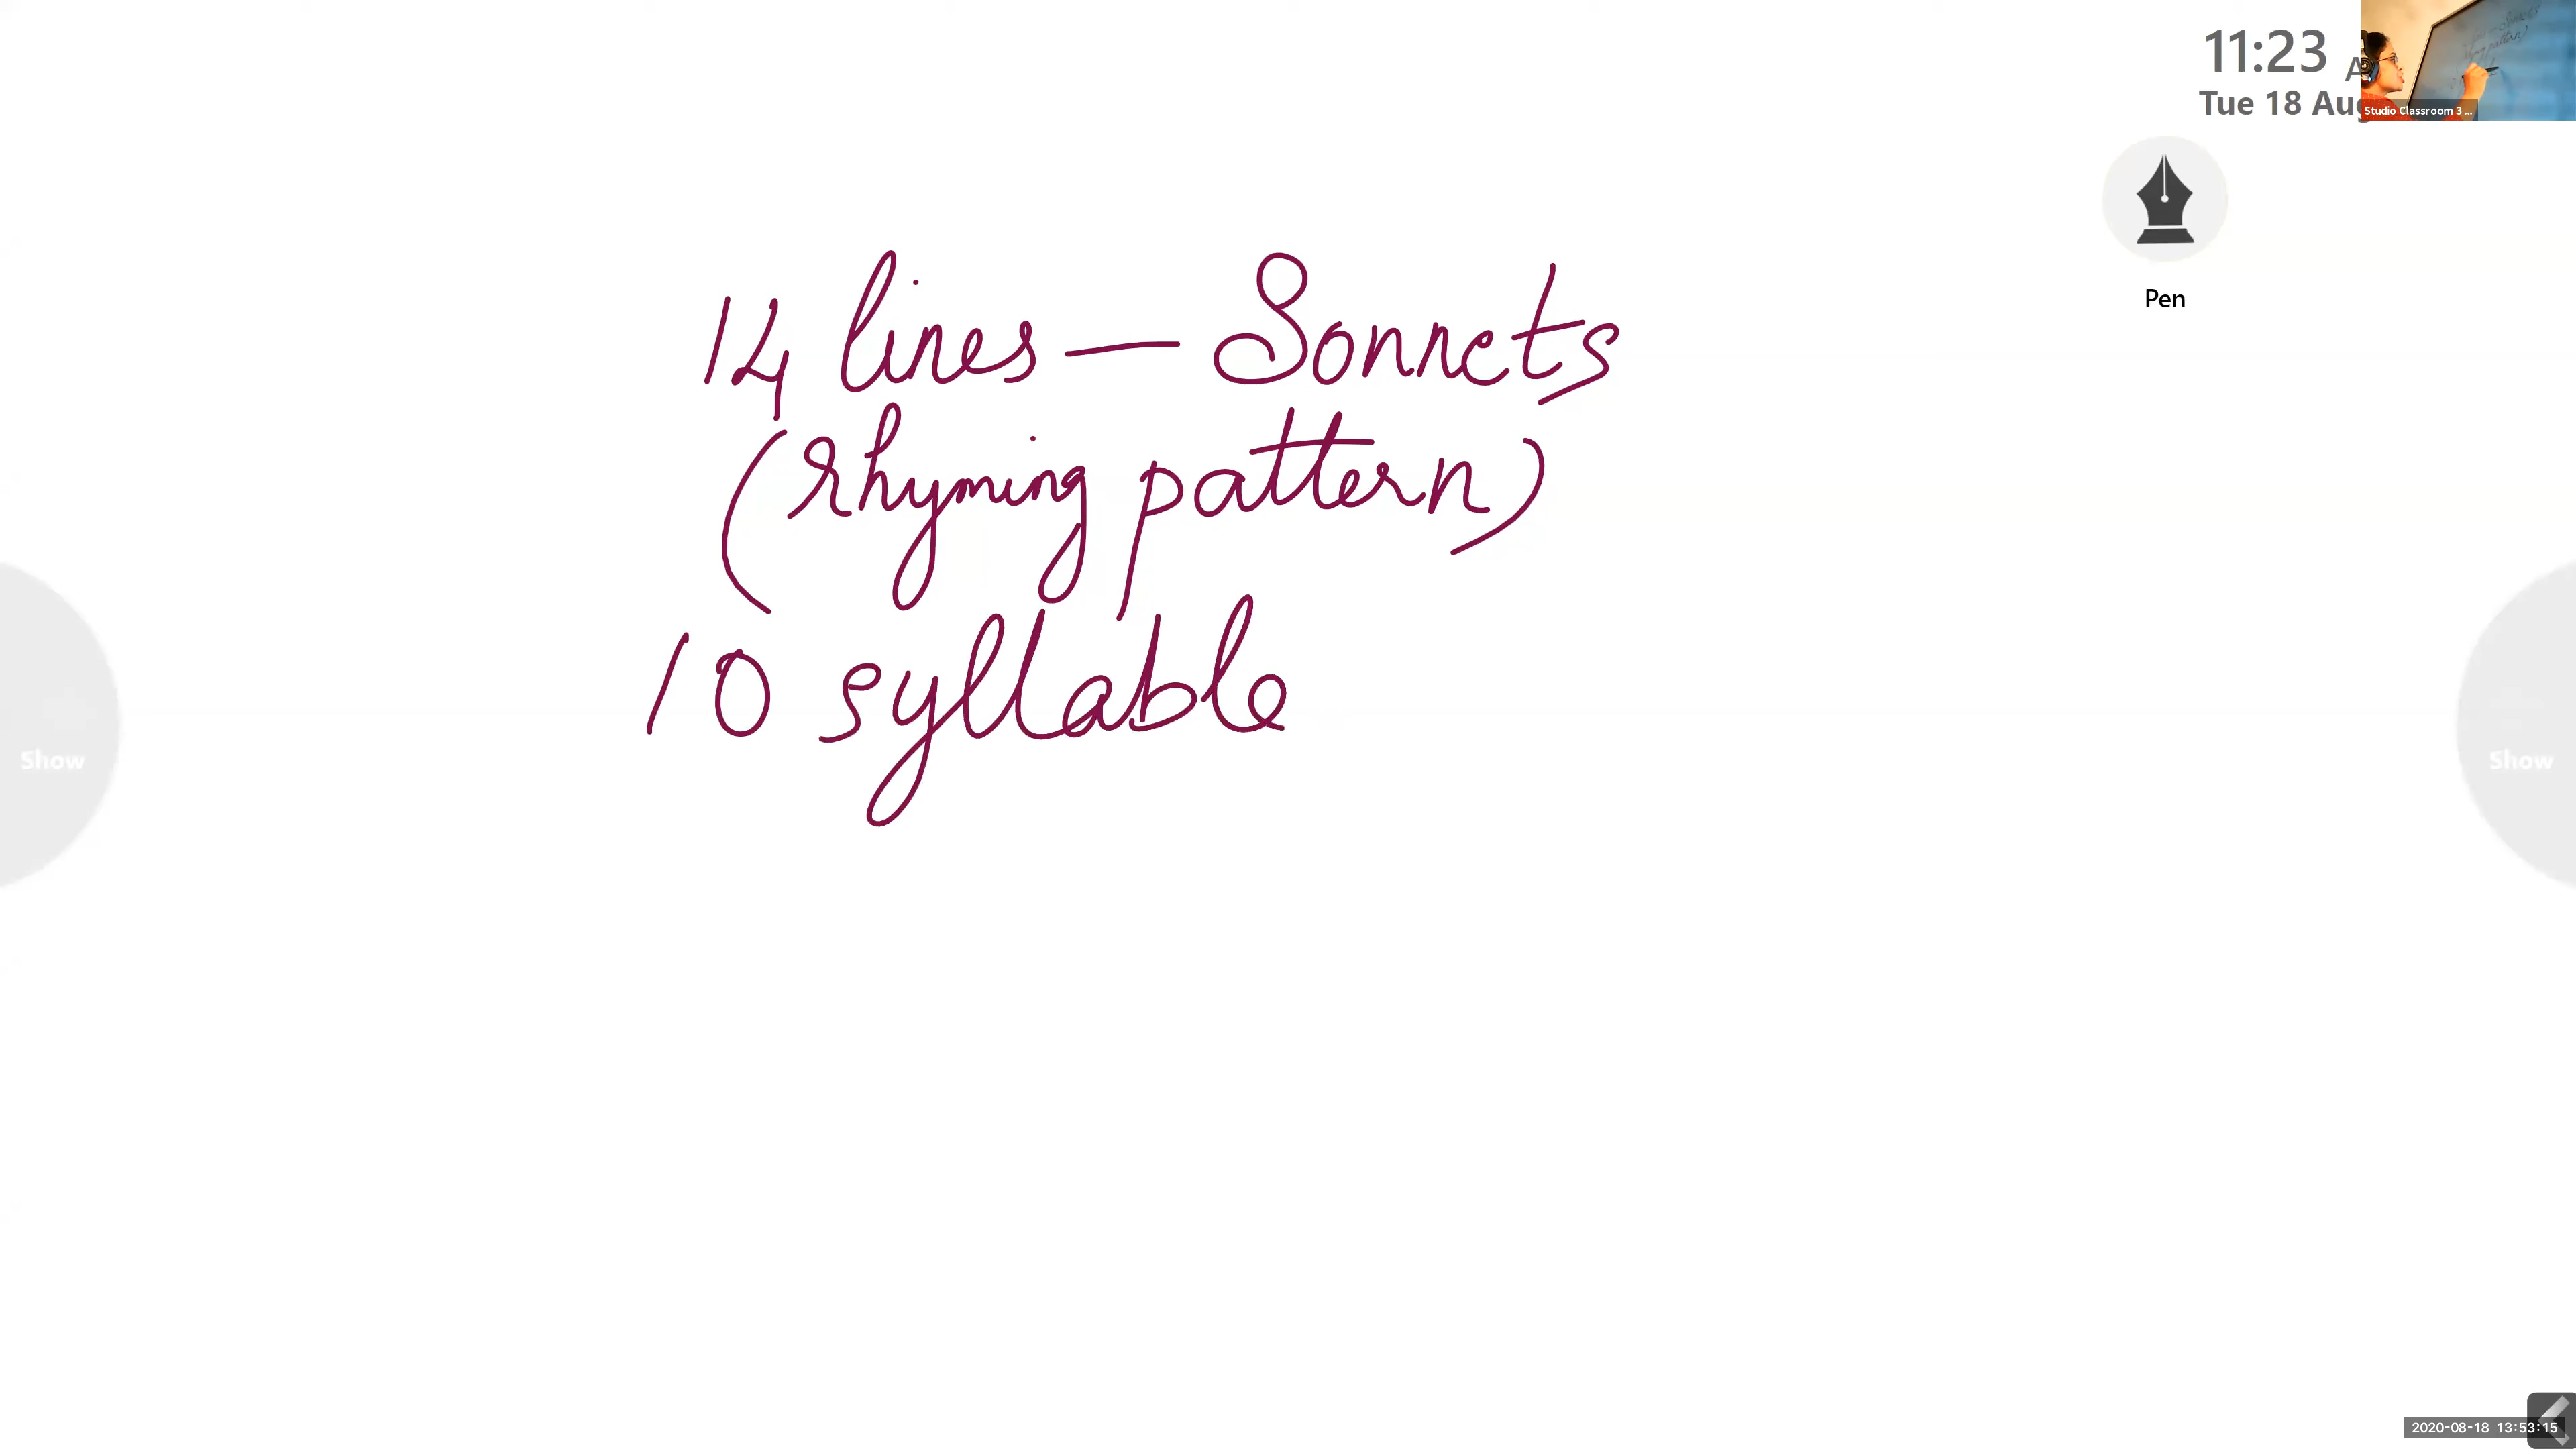 11:23 A
Tue 18 Aug
Studio Classroom 3 ...
Pen
14 lines — Sonnets
(rhyming pattern)
10 syllable
Show
Show
2020-08-18 13:53:15